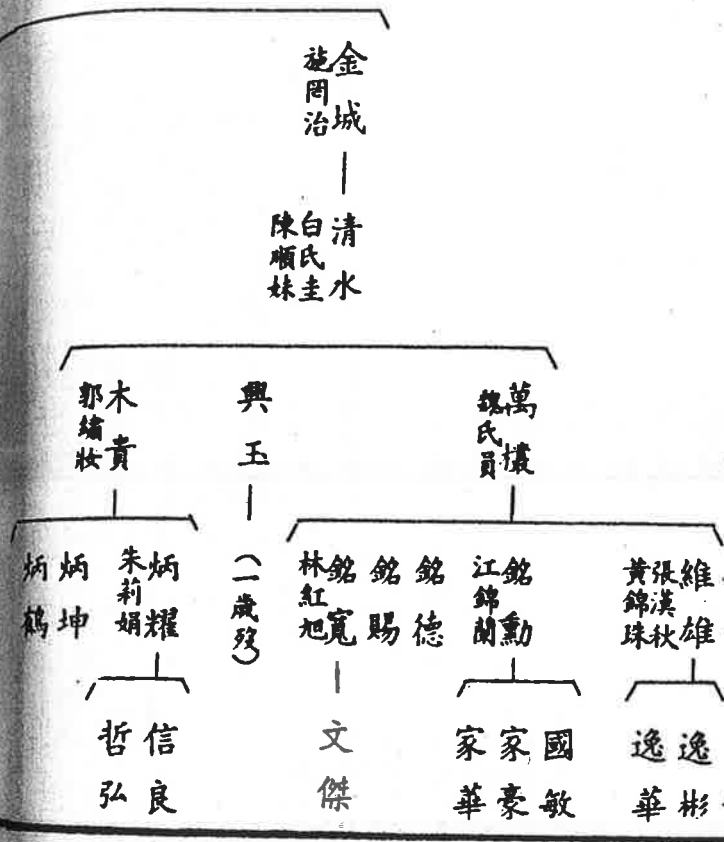 金城
施罔治
清水
白氏圭
陳順妹
萬欉
魏氏員
興玉
木貴
郭繡妝
維雄
張漢秋
黃錦珠
銘勳
江錦蘭
銘德
銘賜
銘寬
林紅旭
(一歲歿)
炳耀
朱莉娟
炳坤
炳鶴
逸彬
逸華
國敏
家豪
家華
文傑
信良
哲弘